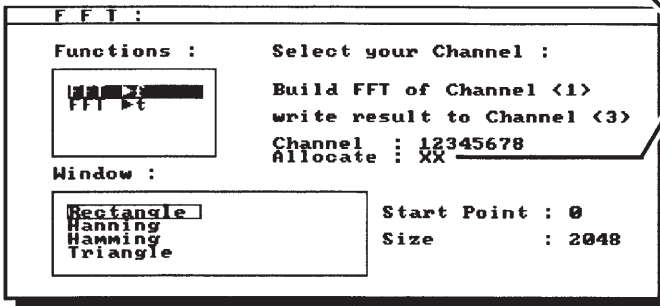 F F T :
Functions :
Select your Channel :
FFT ►f
FFT ►t
Build FFT of Channel <1>
write result to Channel <3>
Channel : 12345678
Allocate : XX
Window :
Rectangle
Hanning
Hamming
Triangle
Start Point : 0
Size : 2048